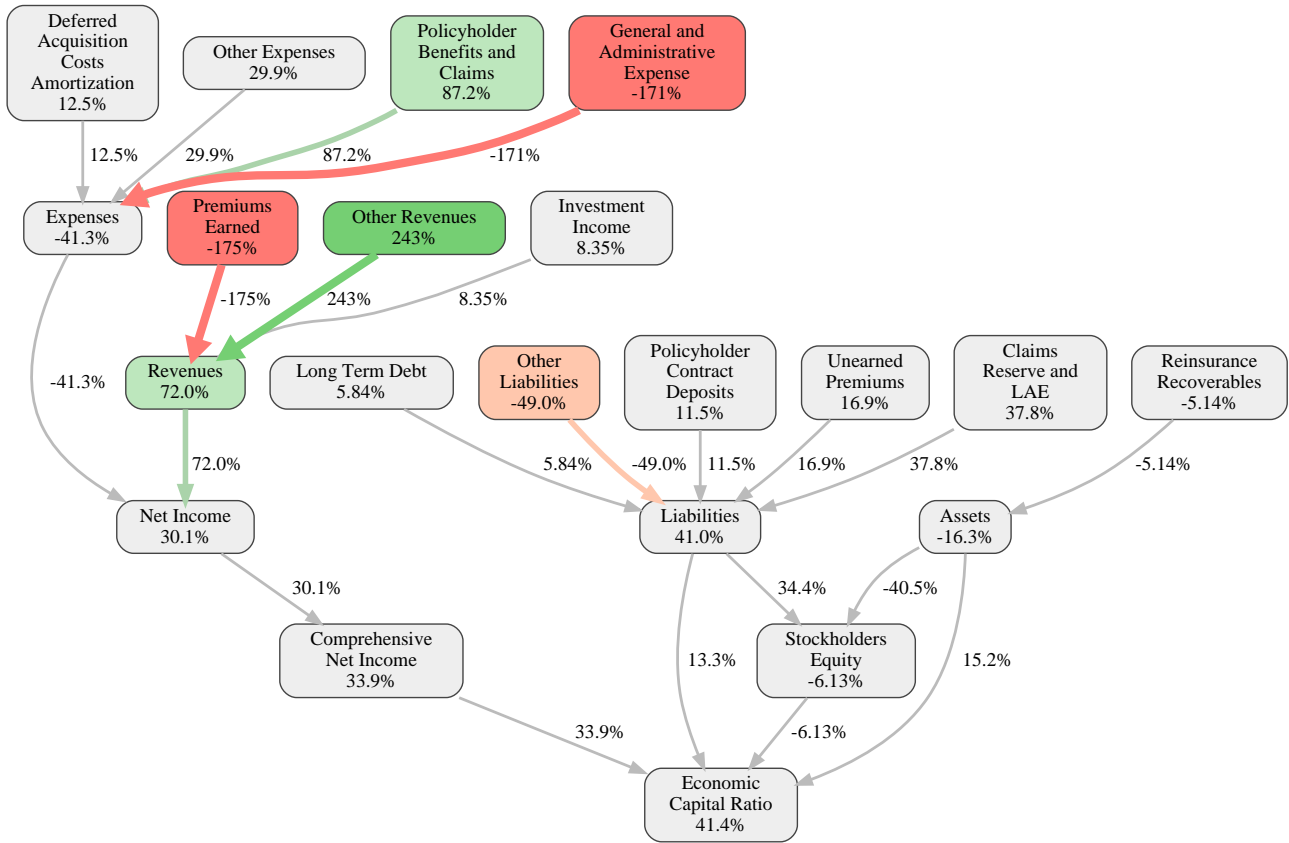 Deferred
Acquisition
Costs
Amortization
12.5%
Other Expenses
29.9%
Policyholder
Benefits and
Claims
87.2%
General and
Administrative
Expense
-171%
12.5%
29.9%
87.2%
-171%
Expenses
-41.3%
Premiums
Earned
-175%
Other Revenues
243%
Investment
Income
8.35%
-175%
243%
8.35%
-41.3%
Revenues
72.0%
Long Term Debt
5.84%
Other
Liabilities
-49.0%
Policyholder
Contract
Deposits
11.5%
Unearned
Premiums
16.9%
Claims
Reserve and
LAE
37.8%
Reinsurance
Recoverables
-5.14%
72.0%
5.84%
-49.0%
11.5%
16.9%
37.8%
-5.14%
Net Income
30.1%
Liabilities
41.0%
Assets
-16.3%
30.1%
34.4%
-40.5%
Comprehensive
Net Income
33.9%
13.3%
Stockholders
Equity
-6.13%
15.2%
33.9%
-6.13%
Economic
Capital Ratio
41.4%